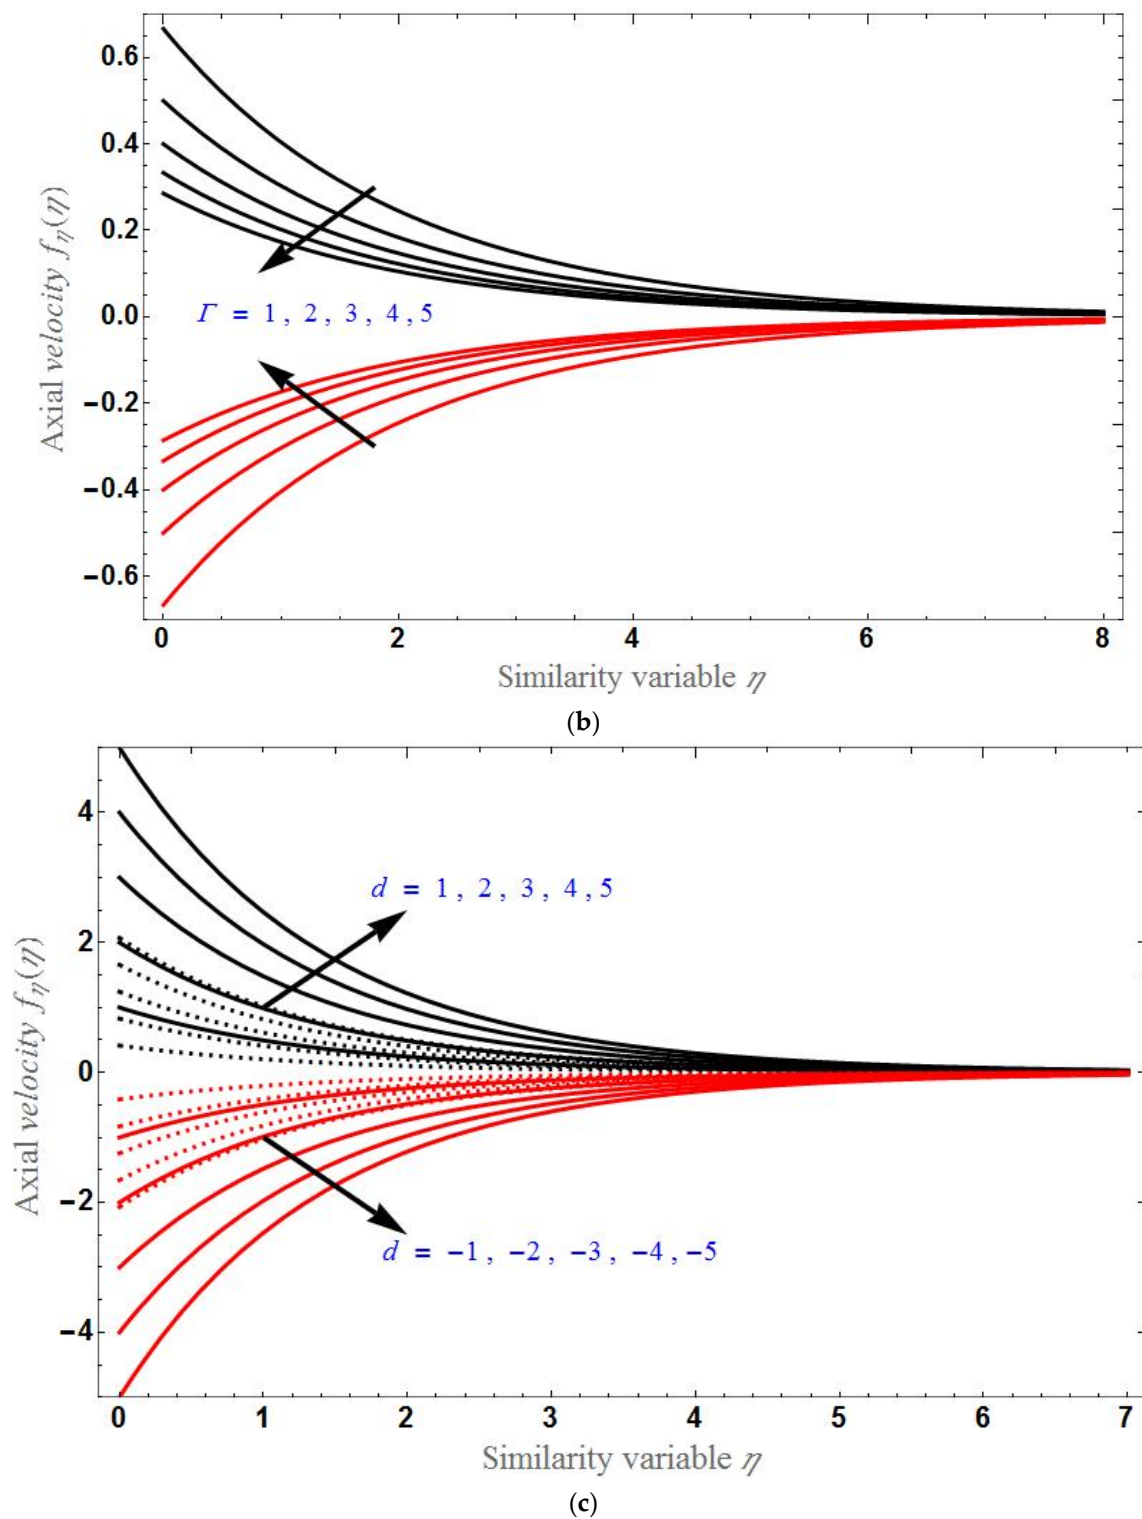 0.6
0.4
0.2
0.0
−0.2
−0.4
−0.6
Axial velocity fη(η)
Γ = 1 , 2 , 3 , 4 , 5
0 2 4 6 8
Similarity variable η
(b)
4
2
0
−2
−4
Axial velocity fη(η)
d = 1 , 2 , 3 , 4 , 5
d = −1 , −2 , −3 , −4 , −5
0 1 2 3 4 5 6 7
Similarity variable η
(c)